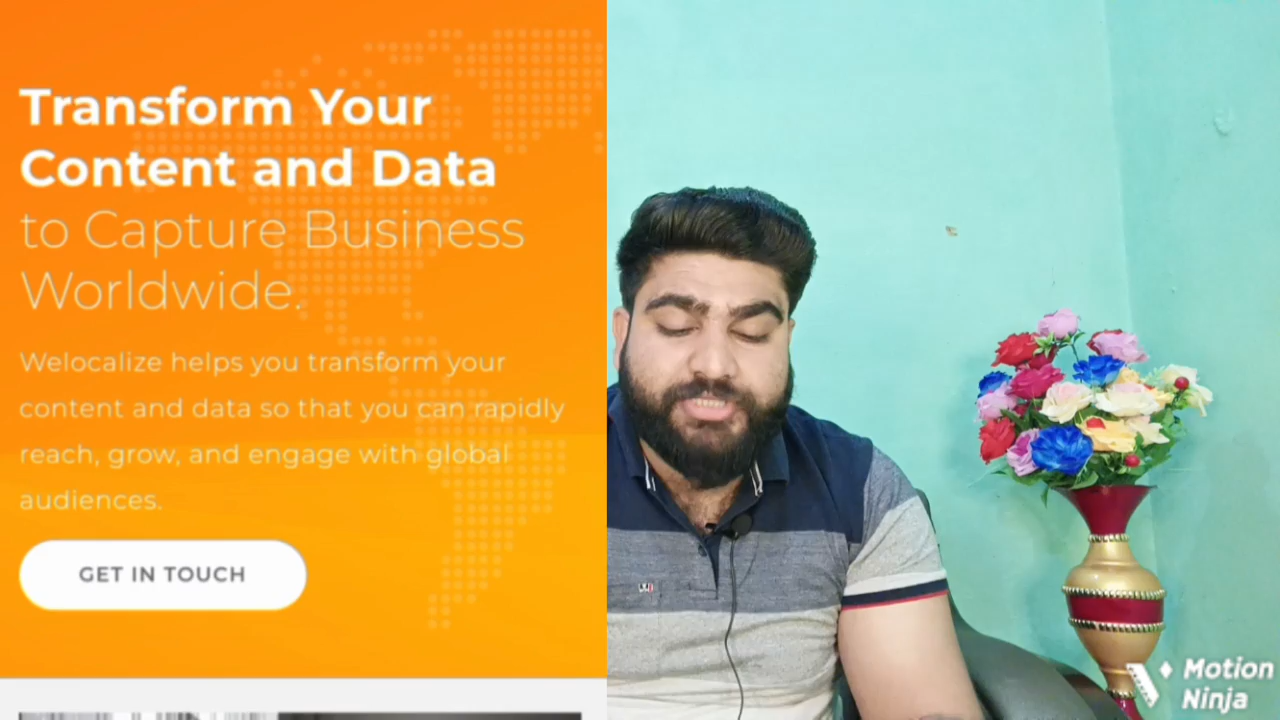 Transform Your
Content and Data
to Capture Business
Worldwide.
Welocalize helps you transform your
content and data so that you can rapidly
reach, grow, and engage with global
audiences.
GET IN TOUCH
Motion
Ninja